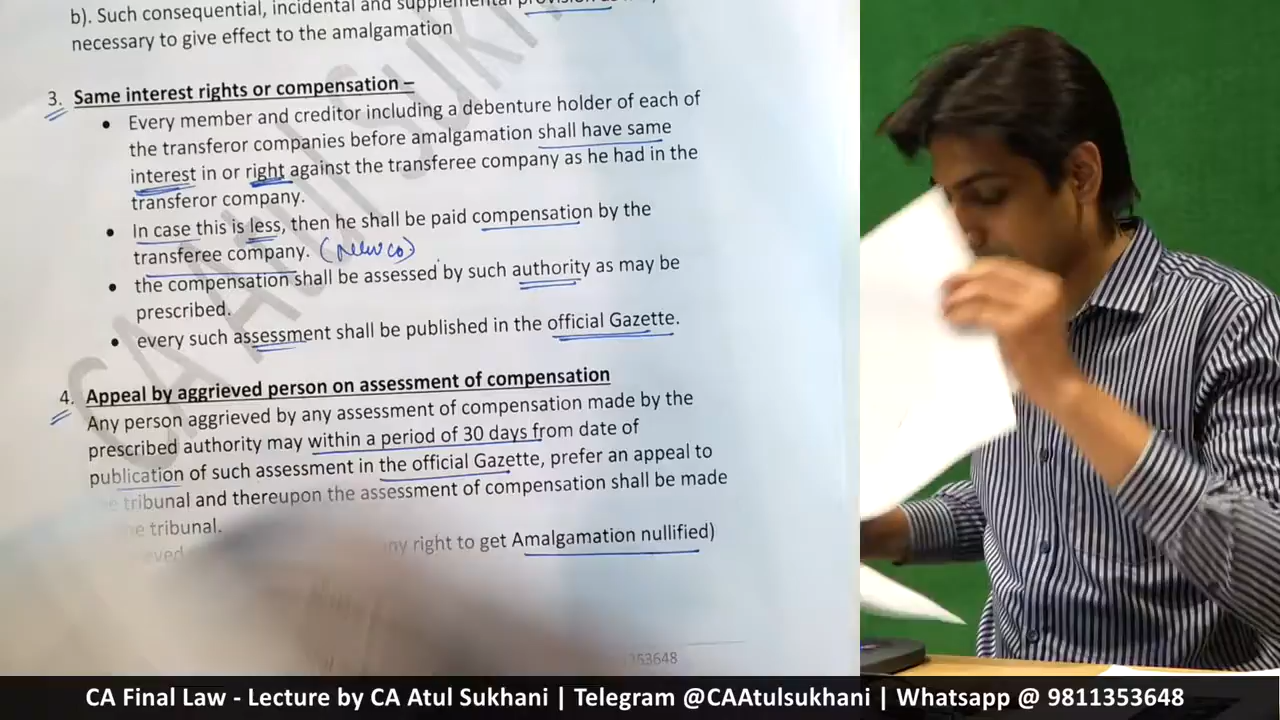 b). Such consequential, incidental and supplemental provision as
necessary to give effect to the amalgamation
3. Same interest rights or compensation –
• Every member and creditor including a debenture holder of each of
the transferor companies before amalgamation shall have same
interest in or right against the transferee company as he had in the
transferor company.
• In case this is less, then he shall be paid compensation by the
transferee company. (New co)
• the compensation shall be assessed by such authority as may be
prescribed.
• every such assessment shall be published in the official Gazette.
4. Appeal by aggrieved person on assessment of compensation
Any person aggrieved by any assessment of compensation made by the
prescribed authority may within a period of 30 days from date of
publication of such assessment in the official Gazette, prefer an appeal to
tribunal and thereupon the assessment of compensation shall be made
tribunal.
right to get Amalgamation nullified)
53648
CA Atul Sukhani
CA Final Law - Lecture by CA Atul Sukhani | Telegram @CAAtulsukhani | Whatsapp @ 9811353648